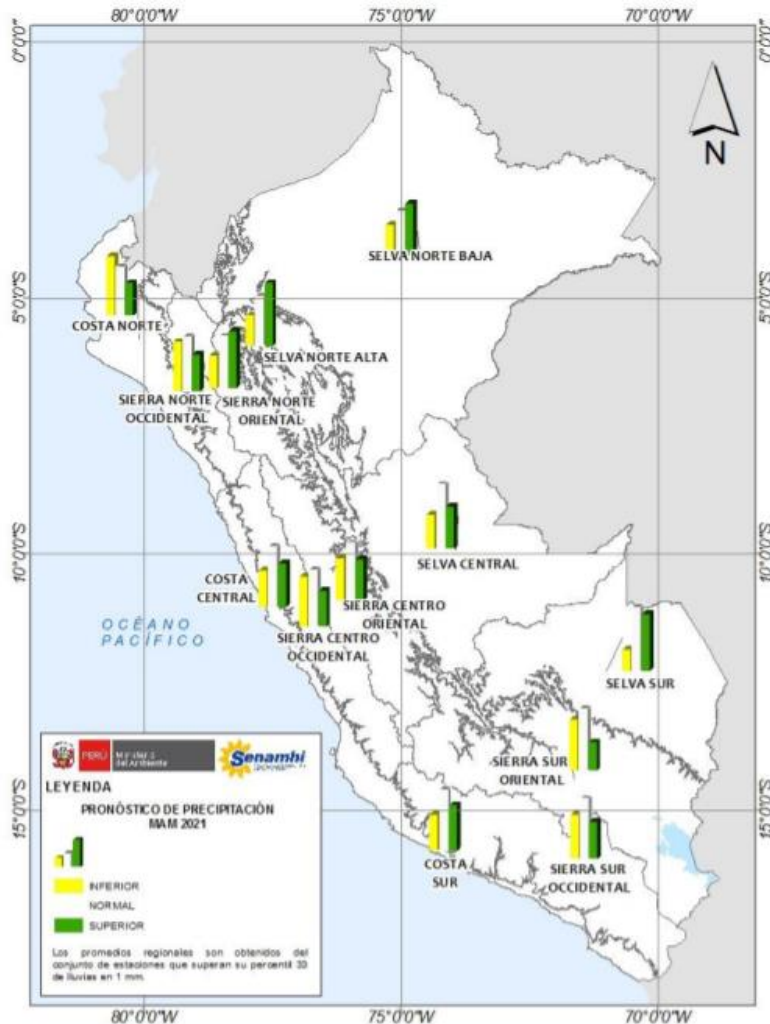 80°0'0"W 75°0'0"W 70°0'0"W
0°0'0" 0°0'0"
N
SELVA NORTE BAJA
5°0'0"S 5°0'0"S
COSTA NORTE
SELVA NORTE ALTA
SIERRA NORTE
OCCIDENTAL
SIERRA NORTE
ORIENTAL
SELVA CENTRAL
10°0'0"S 10°0'0"S
COSTA
CENTRAL
SIERRA CENTRO
ORIENTAL
SIERRA CENTRO
OCCIDENTAL
OCÉANO
PACÍFICO
SELVA SUR
SIERRA SUR
ORIENTAL
15°0'0"S 15°0'0"S
COSTA
SUR
SIERRA SUR
OCCIDENTAL
PERÚ
Ministerio
del Ambiente
Senamhi
LEYENDA
PRONÓSTICO DE PRECIPITACIÓN
MAM 2021
INFERIOR
NORMAL
SUPERIOR
Los promedios regionales son obtenidos del
conjunto de estaciones que superan su percentil 33
de lluvias en 1 mm.
80°0'0"W 75°0'0"W 70°0'0"W